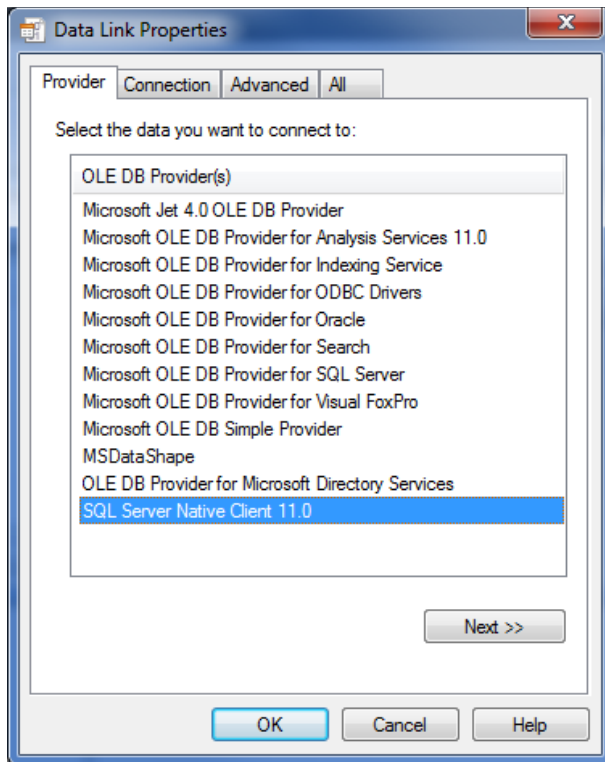 Data Link Properties
Provider Connection Advanced All
Select the data you want to connect to:
OLE DB Provider(s)
Microsoft Jet 4.0 OLE DB Provider
Microsoft OLE DB Provider for Analysis Services 11.0
Microsoft OLE DB Provider for Indexing Service
Microsoft OLE DB Provider for ODBC Drivers
Microsoft OLE DB Provider for Oracle
Microsoft OLE DB Provider for Search
Microsoft OLE DB Provider for SQL Server
Microsoft OLE DB Provider for Visual FoxPro
Microsoft OLE DB Simple Provider
MSDataShape
OLE DB Provider for Microsoft Directory Services
SQL Server Native Client 11.0
Next >>
OK Cancel Help